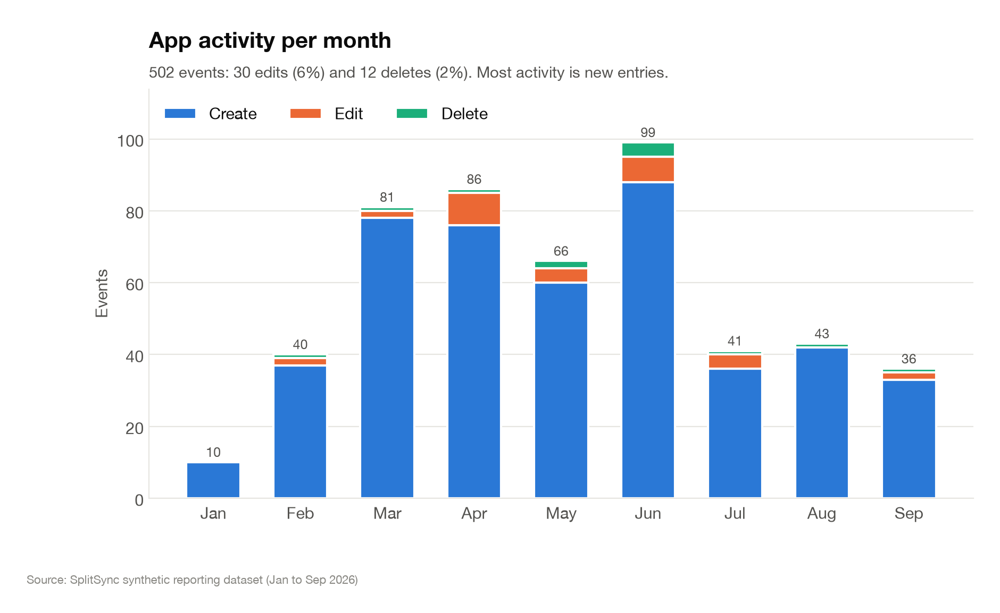 App activity per month
502 events: 30 edits (6%) and 12 deletes (2%). Most activity is new entries.
Create Edit Delete
99
100
86
81
80
66
60
Events
43
41
40
40
36
20
10
0
Jan Feb Mar Apr May Jun Jul Aug Sep
Source: SplitSync synthetic reporting dataset (Jan to Sep 2026)